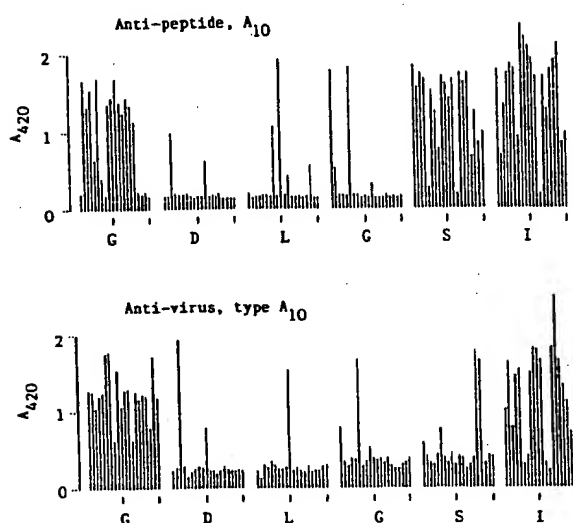 Anti-peptide, A10
2
1
0
A420
G D L G S I
Anti-virus, type A10
2
1
0
A420
G D L G S I